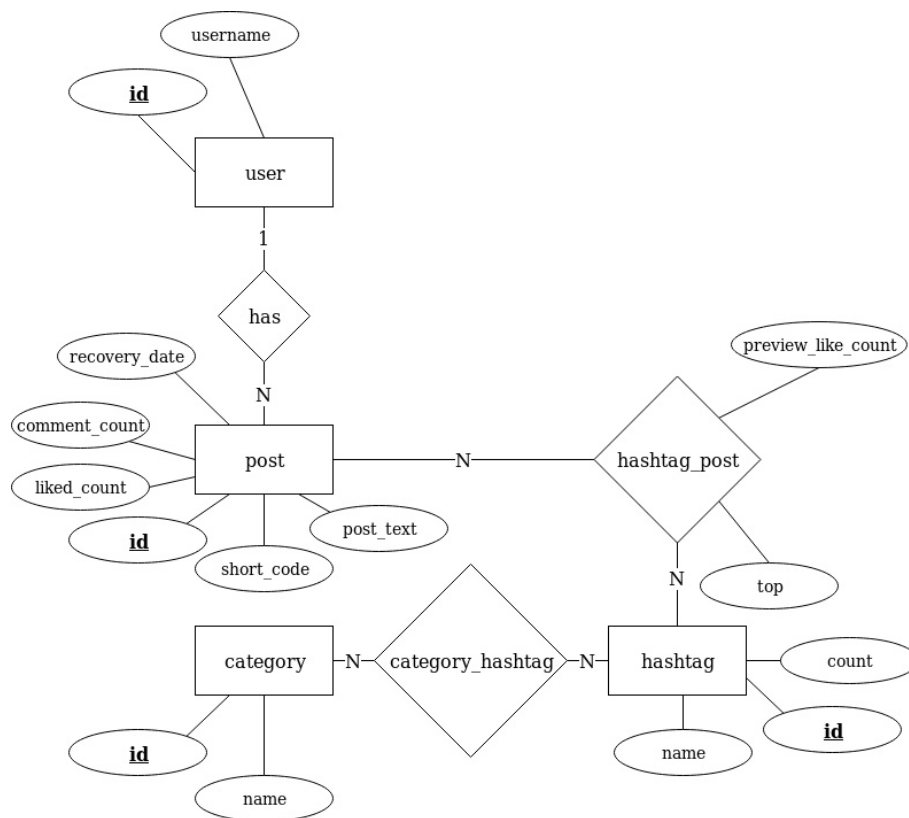 username
id
user
1
has
preview_like_count
recovery_date
N
comment_count
post
N
hashtag_post
liked_count
post_text
id
short_code
N
top
category
N
category_hashtag
N
hashtag
count
id
id
name
name